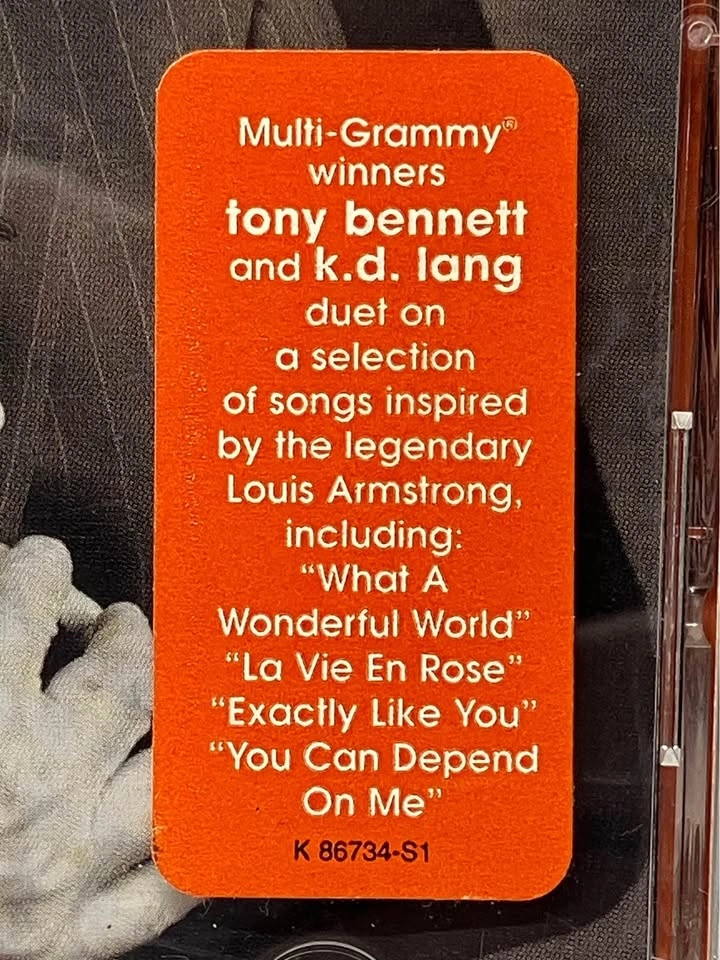 Multi-Grammy®
winners
tony bennett
and k.d. lang
duet on
a selection
of songs inspired
by the legendary
Louis Armstrong,
including:
“What A
Wonderful World”
“La Vie En Rose”
“Exactly Like You”
“You Can Depend
On Me”
K 86734-S1